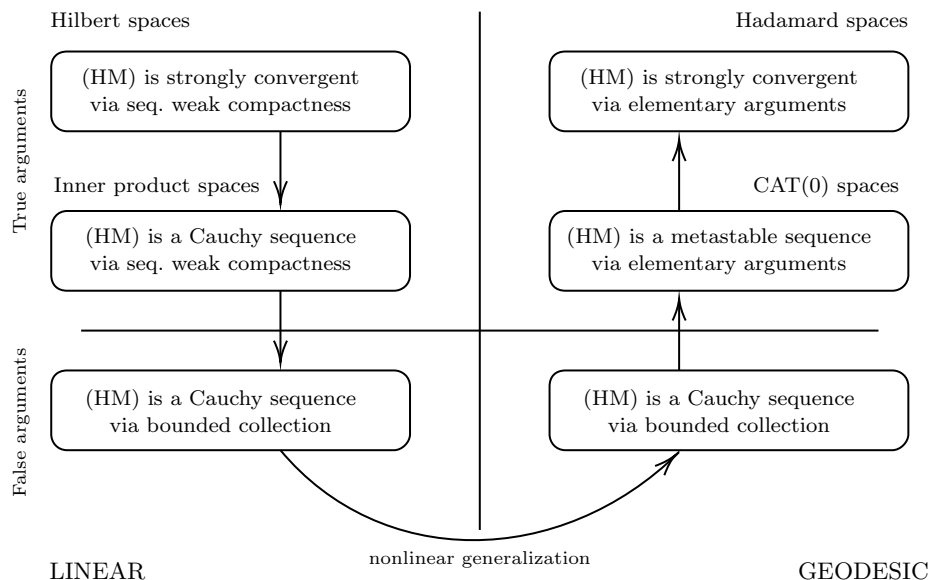 Hilbert spaces
Hadamard spaces
(HM) is strongly convergent
via seq. weak compactness
(HM) is strongly convergent
via elementary arguments
True arguments
Inner product spaces
CAT(0) spaces
(HM) is a Cauchy sequence
via seq. weak compactness
(HM) is a metastable sequence
via elementary arguments
False arguments
(HM) is a Cauchy sequence
via bounded collection
(HM) is a Cauchy sequence
via bounded collection
nonlinear generalization
LINEAR
GEODESIC